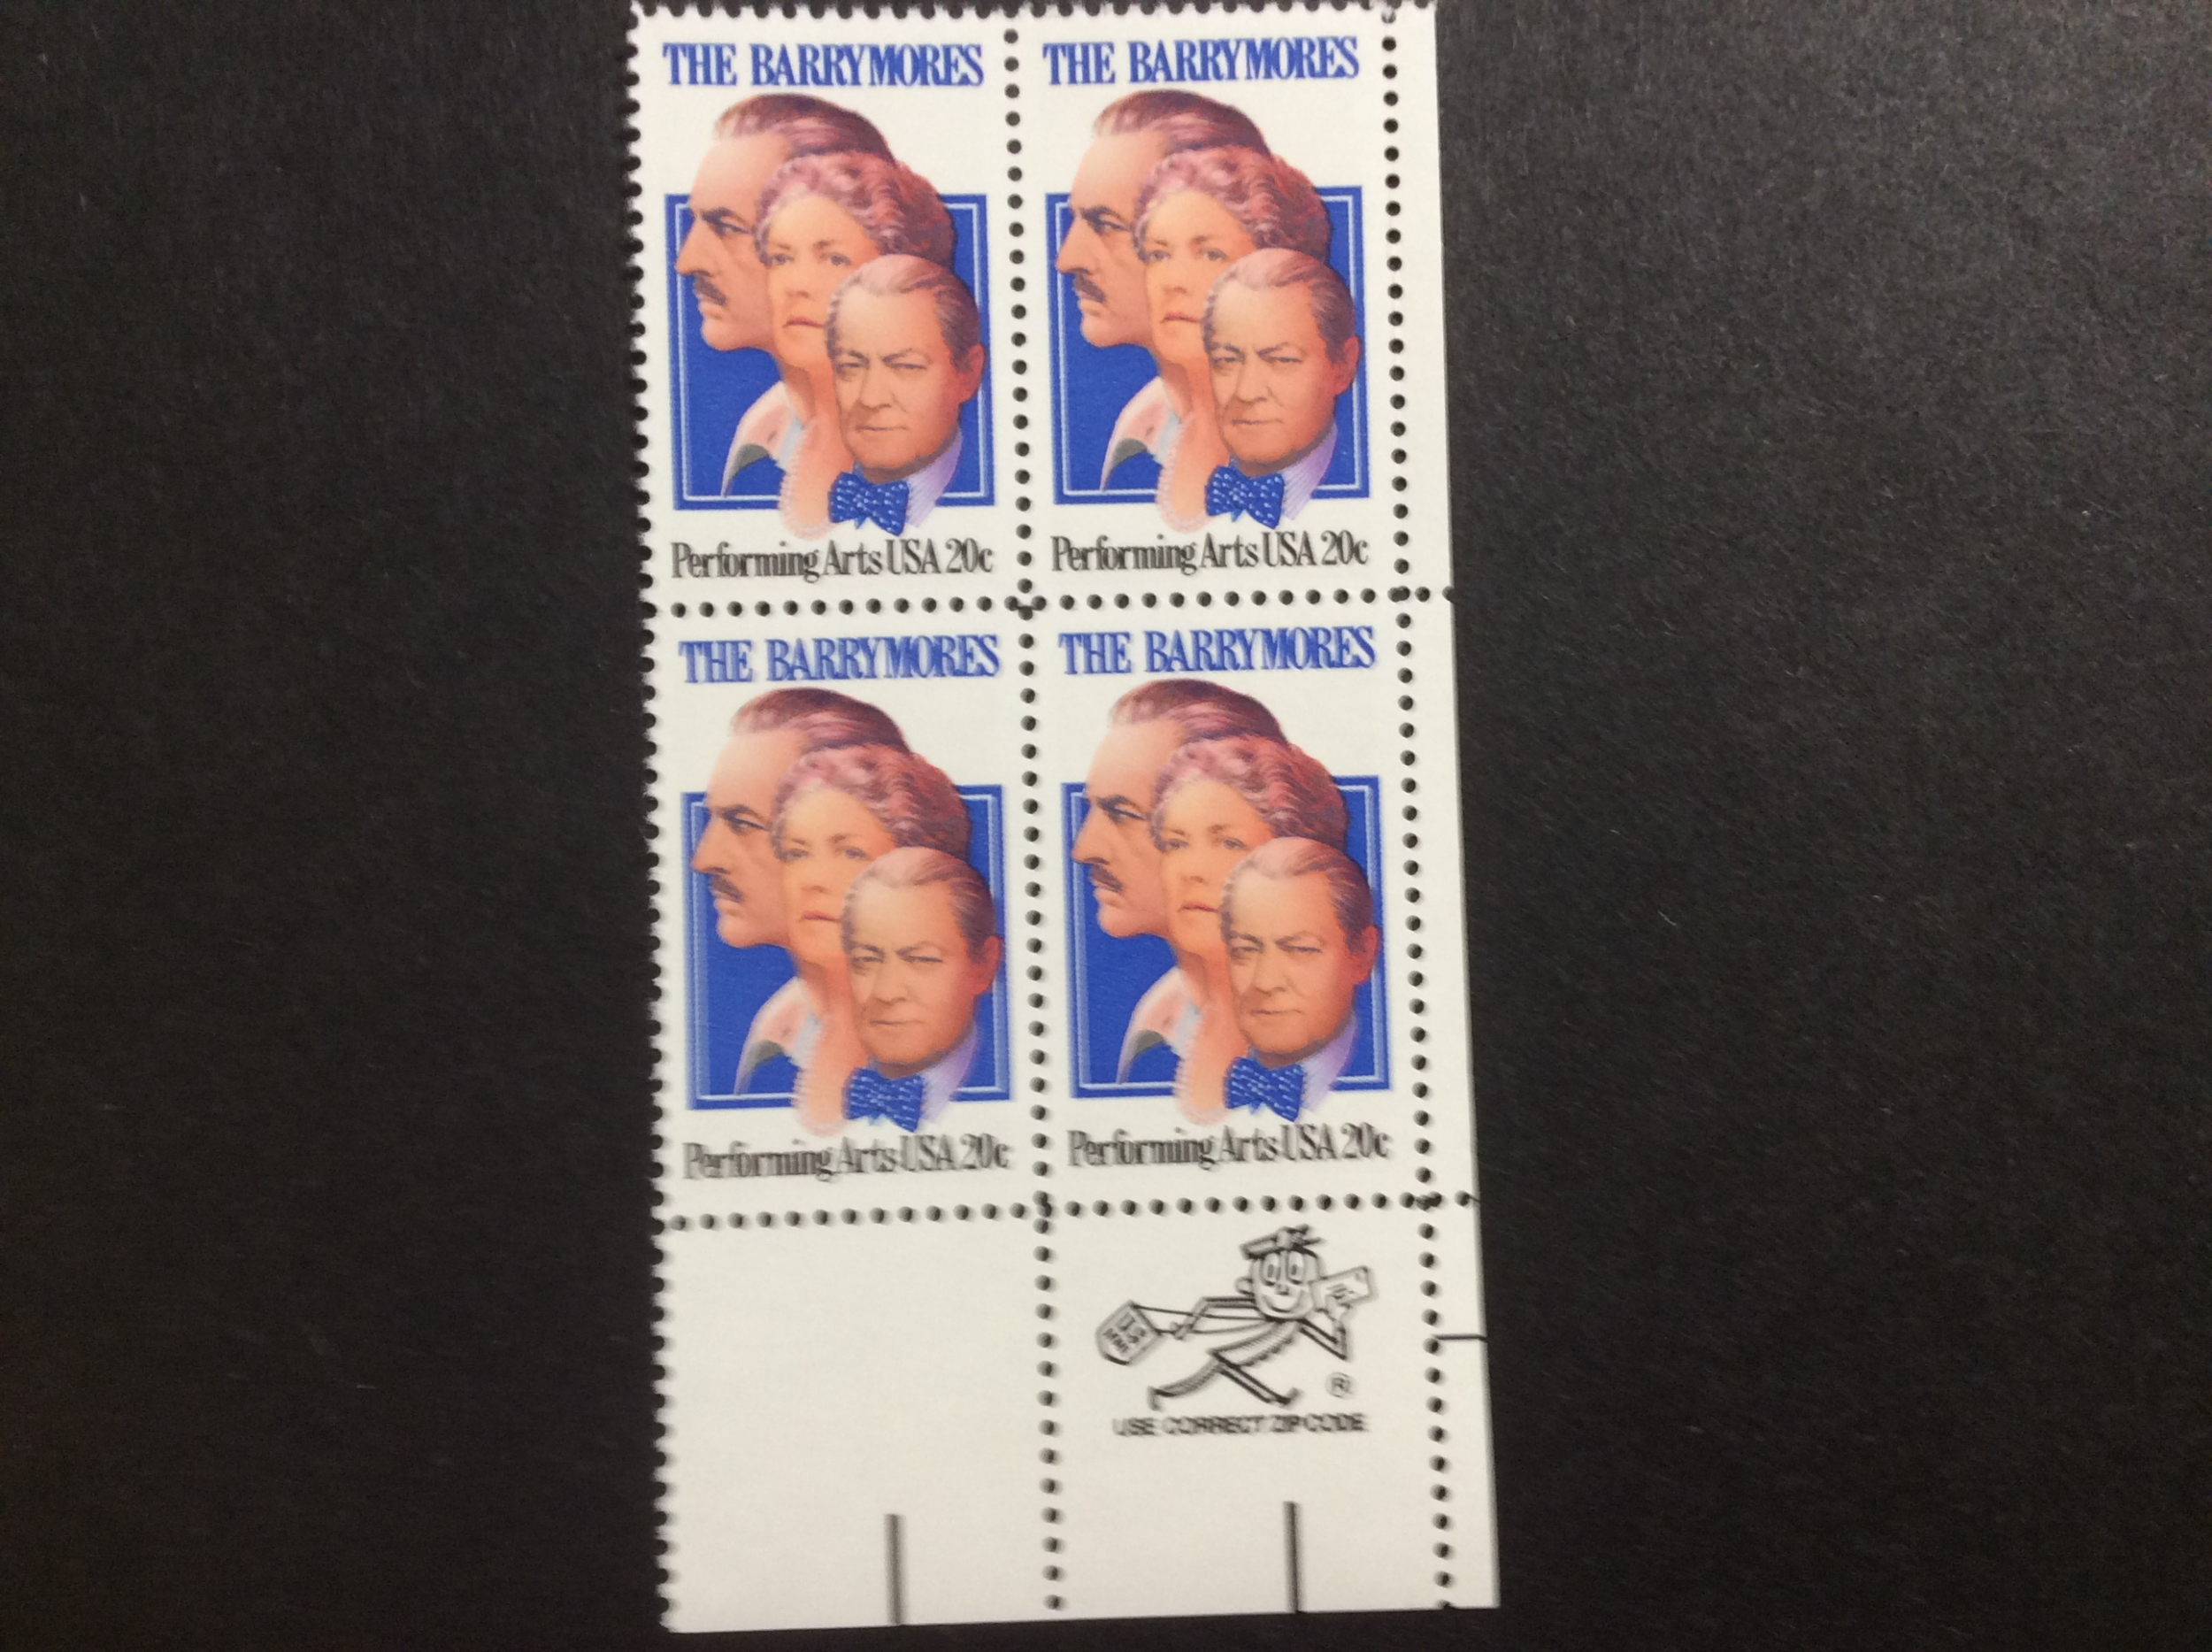 THE BARRYMORES THE BARRYMORES
Performing Arts USA 20c Performing Arts USA 20c
THE BARRYMORES THE BARRYMORES
Performing Arts USA 20c Performing Arts USA 20c
U.S.
MAIL
®
USE CORRECT ZIP CODE